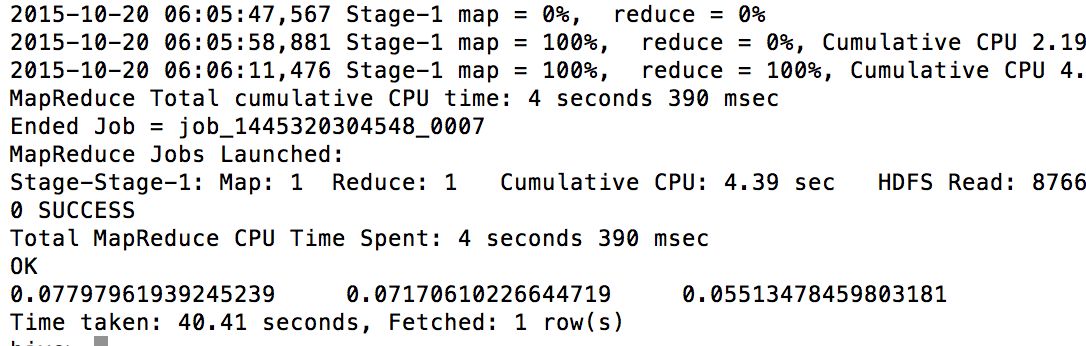 2015-10-20 06:05:47,567 Stage-1 map = 0%,  reduce = 0%
2015-10-20 06:05:58,881 Stage-1 map = 100%,  reduce = 0%, Cumulative CPU 2.19
2015-10-20 06:06:11,476 Stage-1 map = 100%,  reduce = 100%, Cumulative CPU 4.
MapReduce Total cumulative CPU time: 4 seconds 390 msec
Ended Job = job_1445320304548_0007
MapReduce Jobs Launched:
Stage-Stage-1: Map: 1  Reduce: 1   Cumulative CPU: 4.39 sec   HDFS Read: 8766
0 SUCCESS
Total MapReduce CPU Time Spent: 4 seconds 390 msec
OK
0.07797961939245239     0.07170610226644719     0.05513478459803181
Time taken: 40.41 seconds, Fetched: 1 row(s)